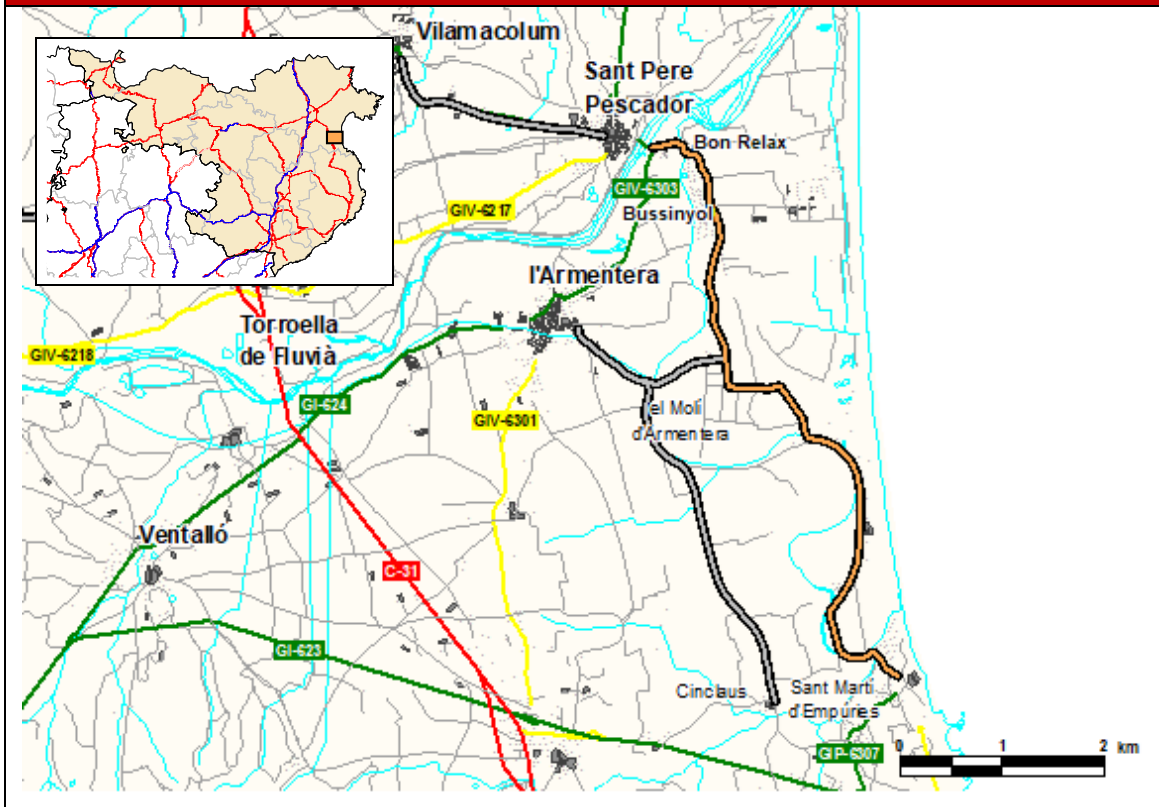 Vilamacolum
Sant Pere
Pescador
Bon Relax
GIV-6303
GIV-6217
Bussinyol
l'Armentera
Torroella
de Fluvià
GIV-6218
GI-624
GIV-6301
el Molí
d'Armentera
Ventalló
C-31
GI-623
Cinclaus
Sant Martí
d'Empúries
GIP-6307
0 1 2 km